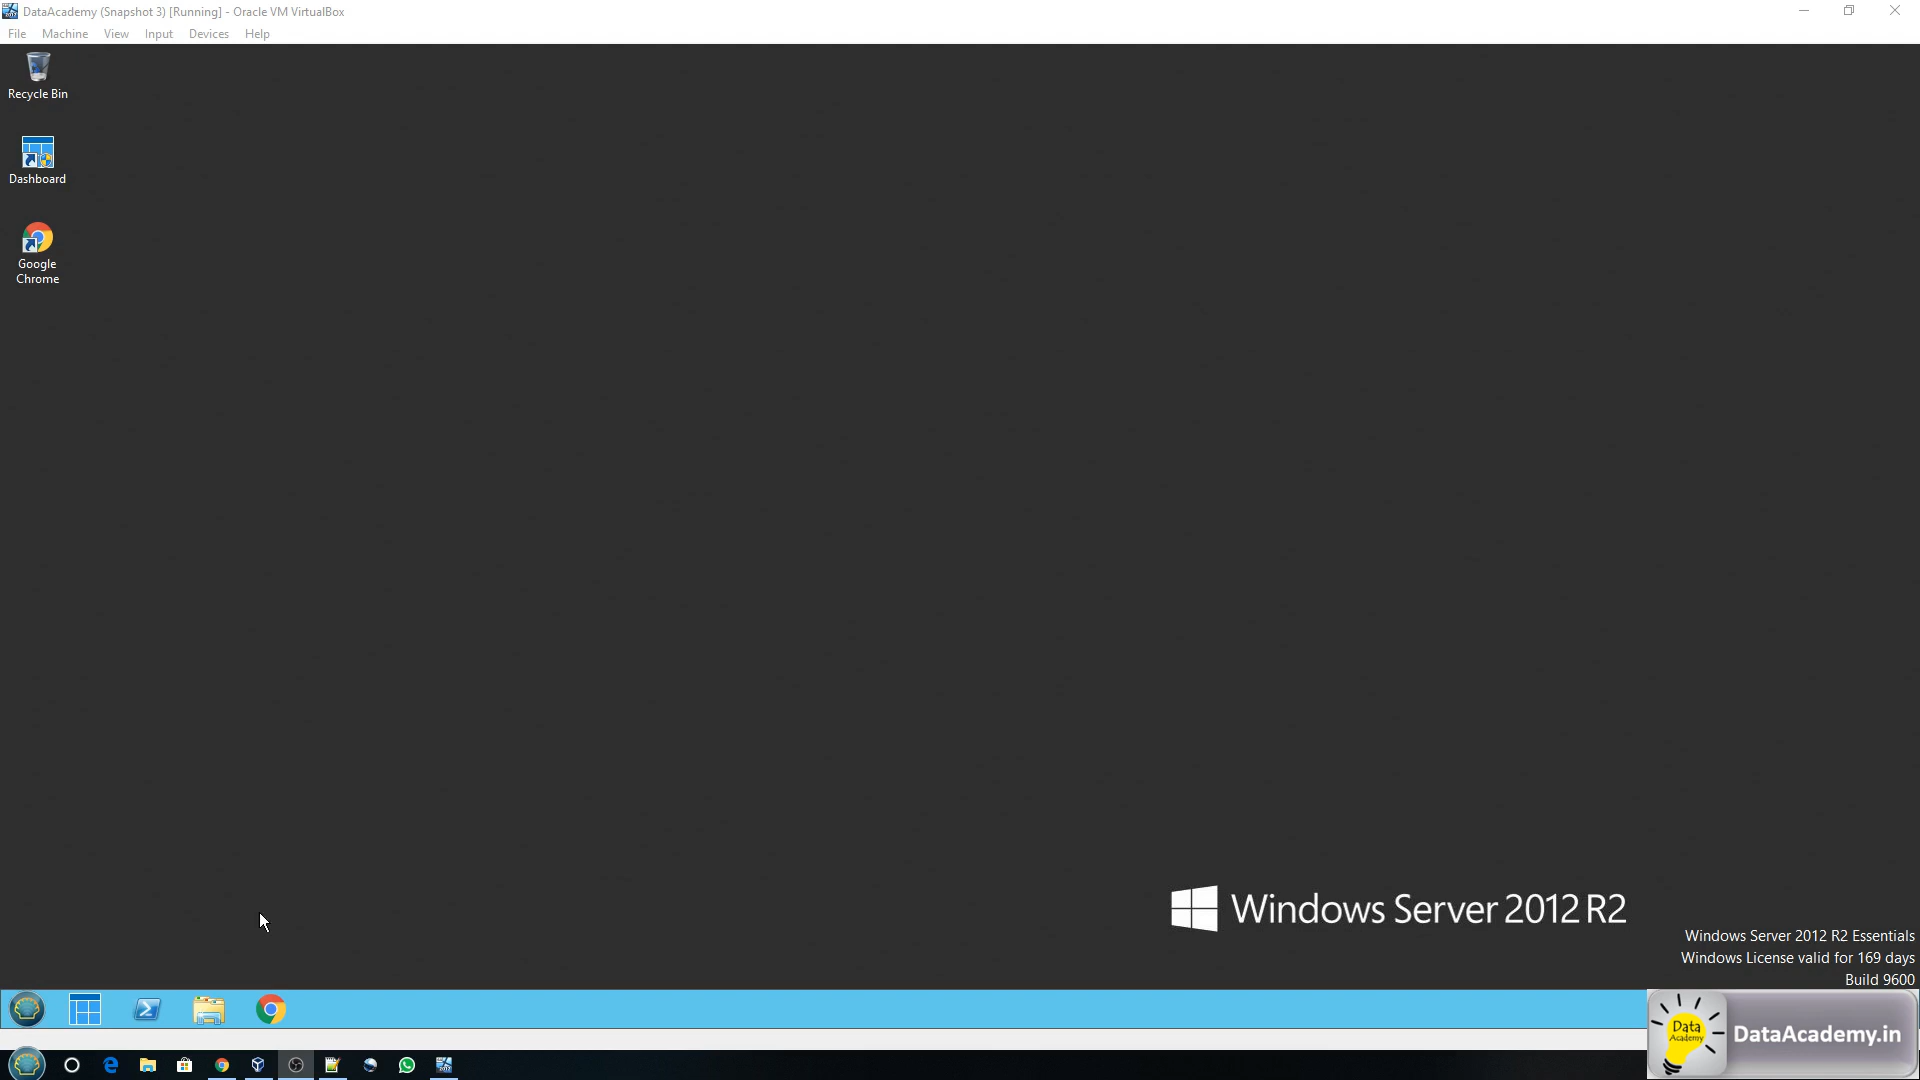 DataAcademy (Snapshot 3) [Running] - Oracle VM VirtualBox
File Machine View Input Devices Help
Recycle Bin
Dashboard
Google
Chrome
Windows Server 2012 R2
Windows Server 2012 R2 Essentials
Windows License valid for 169 days
Build 9600
Data
Academy
DataAcademy.in